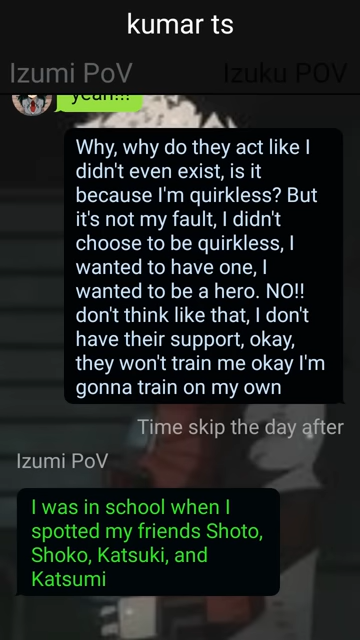 kumar ts
Izumi PoV
Izuku POV
yeah!!!
Why, why do they act like I
didn't even exist, is it
because I'm quirkless? But
it's not my fault, I didn't
choose to be quirkless, I
wanted to have one, I
wanted to be a hero. NO!!
don't think like that, I don't
have their support, okay,
they won't train me okay I'm
gonna train on my own
Time skip the day after
Izumi PoV
I was in school when I
spotted my friends Shoto,
Shoko, Katsuki, and
Katsumi